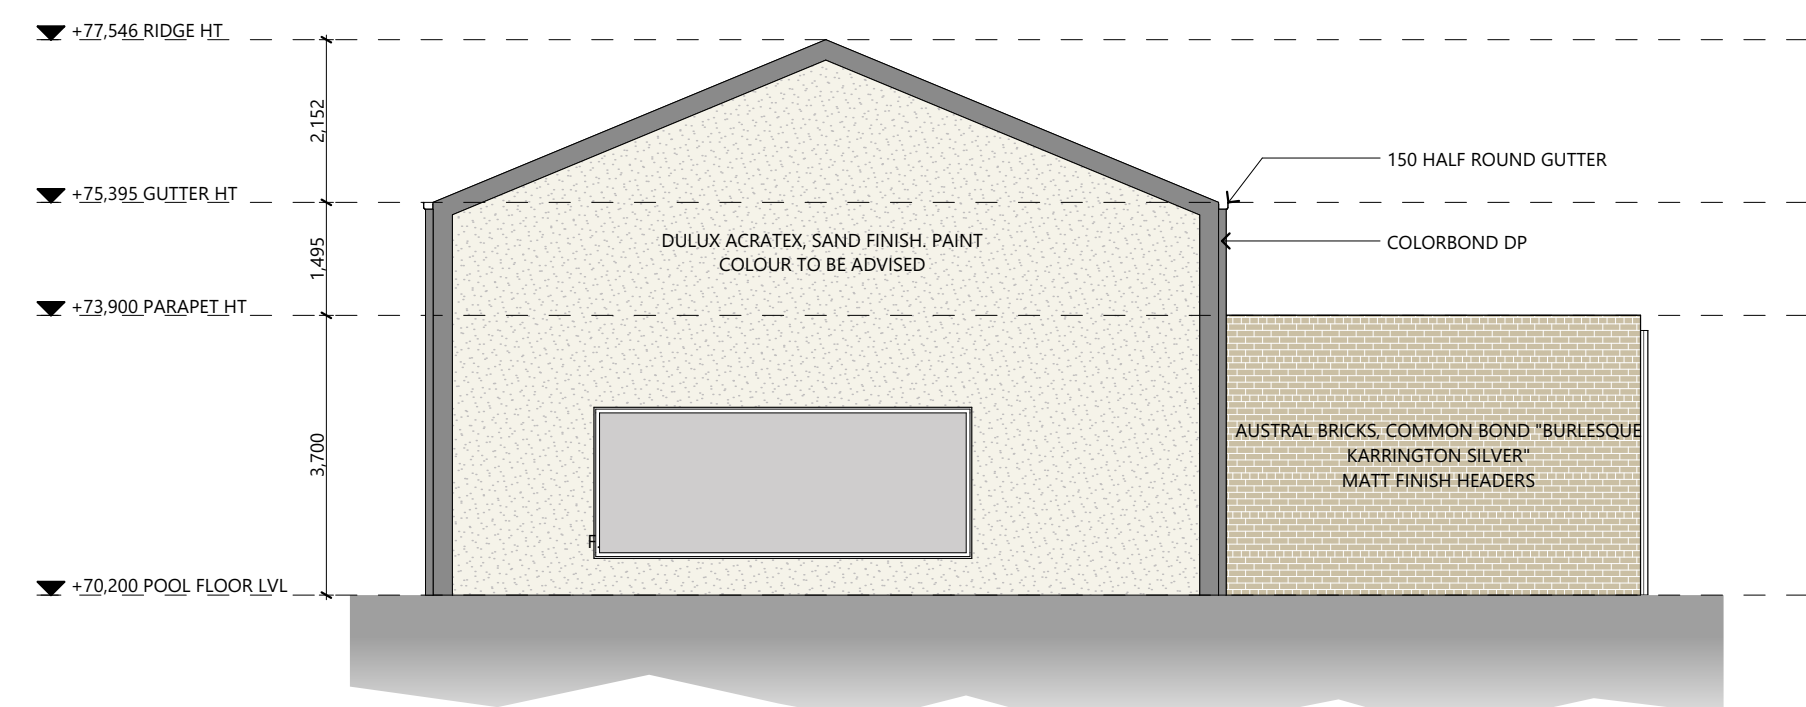 +77,546 RIDGE HT
2,152
150 HALF ROUND GUTTER
+75,395 GUTTER HT
DULUX ACRATEX, SAND FINISH. PAINT
COLOUR TO BE ADVISED
COLORBOND DP
1,495
+73,900 PARAPET HT
3,700
AUSTRAL BRICKS, COMMON BOND "BURLESQUE
KARRINGTON SILVER"
MATT FINISH HEADERS
+70,200 POOL FLOOR LVL